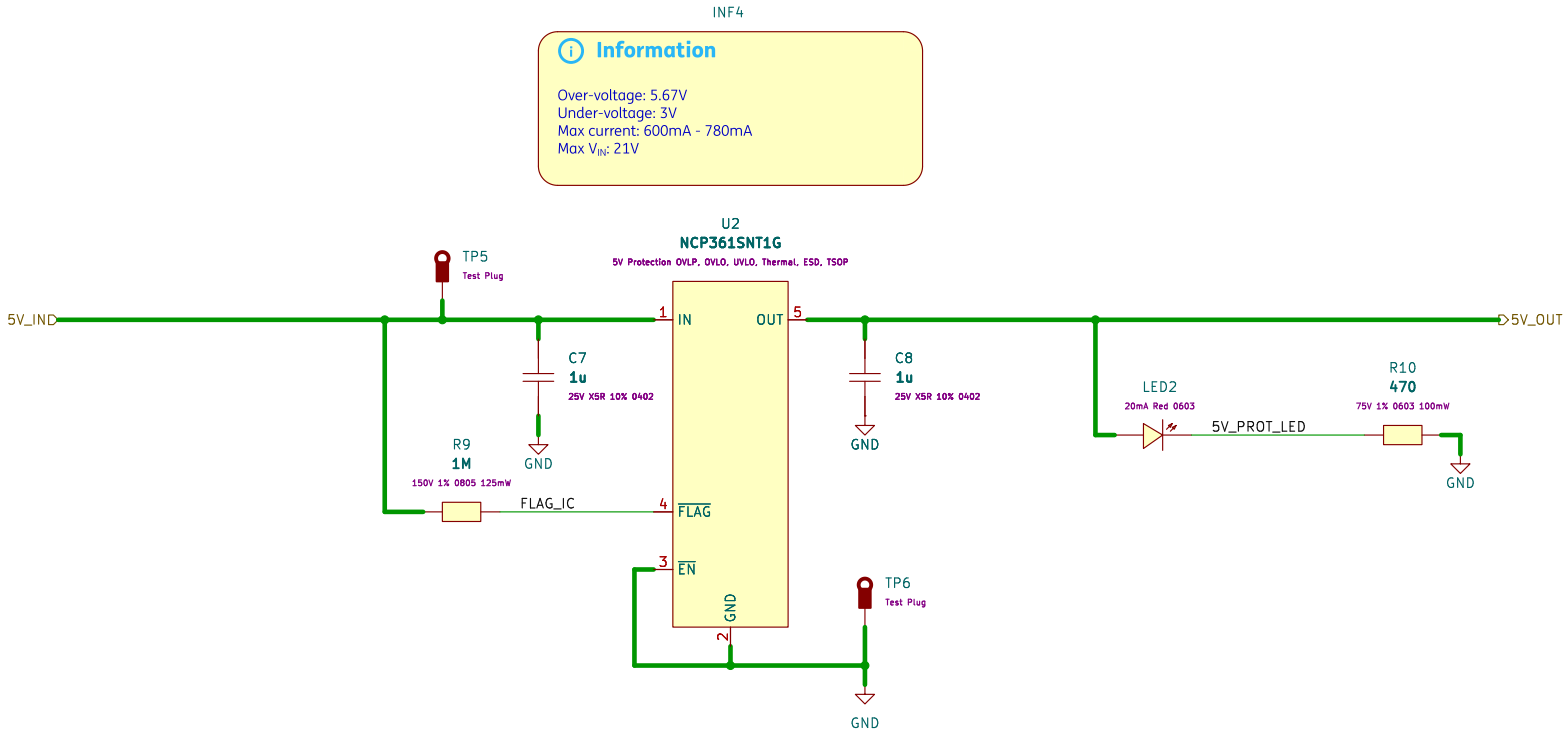 INF4
Information
Over-voltage: 5.67V
Under-voltage: 3V
Max current: 600mA - 780mA
Max VIN: 21V
U2
NCP361SNT1G
5V Protection OVLP, OVLO, UVLO, Thermal, ESD, TSOP
TP5
Test Plug
5V_IN
1
IN
OUT
5
5V_OUT
C7
1u
25V X5R 10% 0402
GND
C8
1u
25V X5R 10% 0402
GND
LED2
20mA Red 0603
5V_PROT_LED
R10
470
75V 1% 0603 100mW
GND
R9
1M
150V 1% 0805 125mW
FLAG_IC
4
FLAG
3
EN
GND
2
TP6
Test Plug
GND